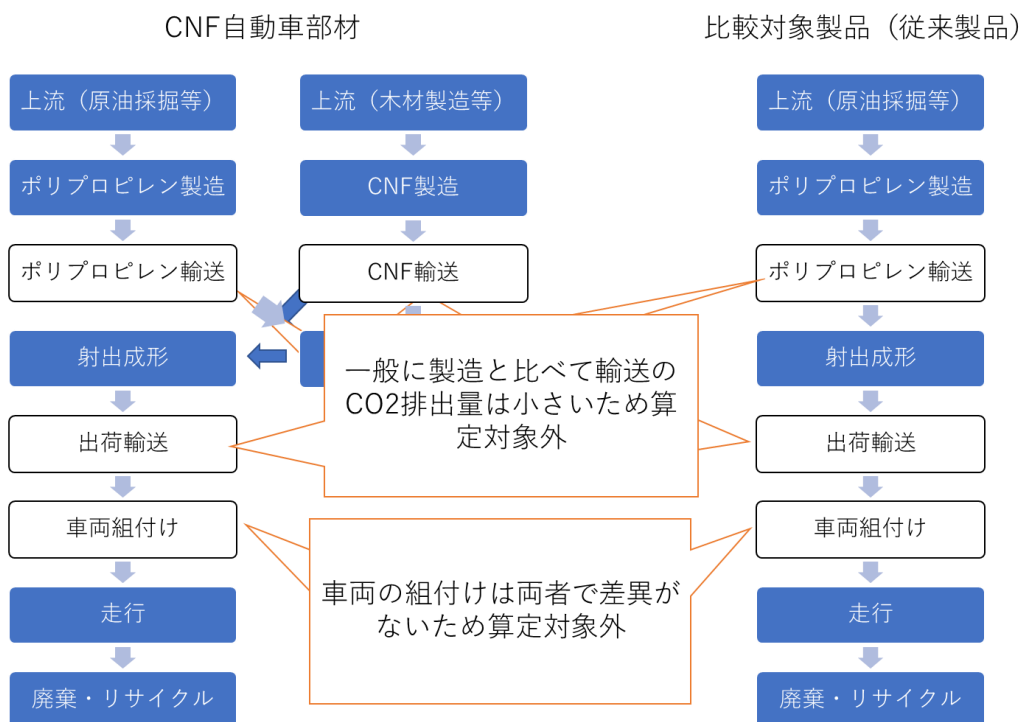 CNF自動車部材
上流（原油採掘等）
ポリプロピレン製造
ポリプロピレン輸送
射出成形
出荷輸送
車両組付け
走行
廃棄・リサイクル
上流（木材製造等）
CNF製造
CNF輸送
一般に製造と比べて輸送の
CO2排出量は小さいため算
定対象外
車両の組付けは両者で差異が
ないため算定対象外
比較対象製品（従来製品）
上流（原油採掘等）
ポリプロピレン製造
ポリプロピレン輸送
射出成形
出荷輸送
車両組付け
走行
廃棄・リサイクル